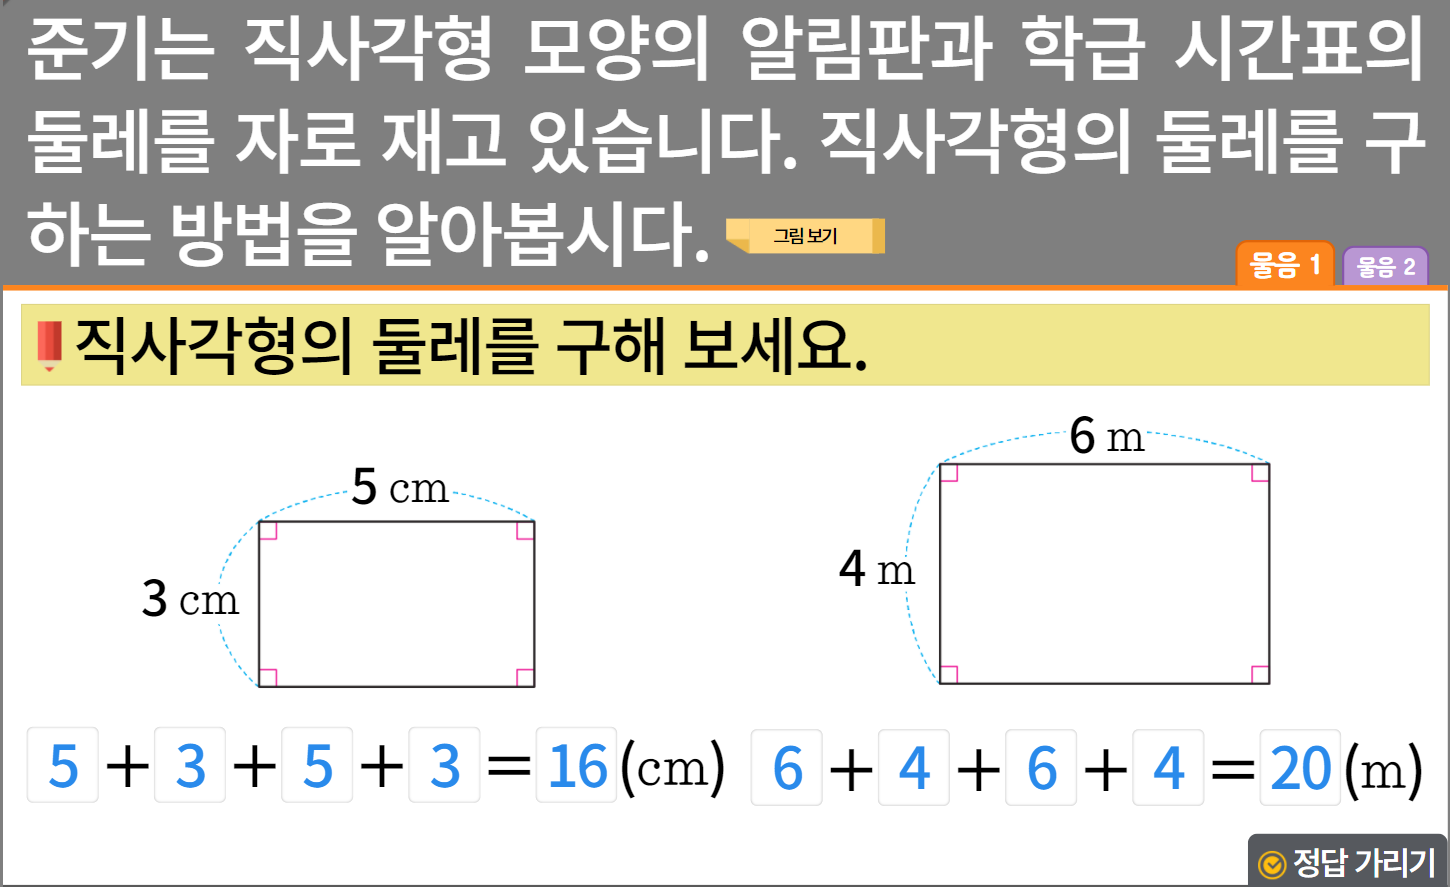 준기는 직사각형 모양의 알림판과 학급 시간표의
둘레를 자로 재고 있습니다. 직사각형의 둘레를 구
하는 방법을 알아봅시다. 그림 보기
물음 1 물음 2
직사각형의 둘레를 구해 보세요.
5 cm
3 cm
6 m
4 m
5 + 3 + 5 + 3 = 16 (cm)
6 + 4 + 6 + 4 = 20 (m)
정답 가리기